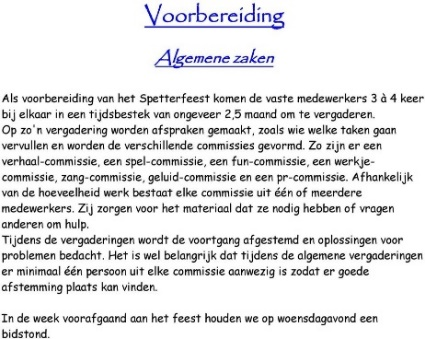 Voorbereiding
Algemene zaken
Als voorbereiding van het Spetterfeest komen de vaste medewerkers 3 à 4 keer
bij elkaar in een tijdsbestek van ongeveer 2,5 maand om te vergaderen.
Op zo'n vergadering worden afspraken gemaakt, zoals wie welke taken gaan
vervullen en worden de verschillende commissies gevormd. Zo zijn er een
verhaal-commissie, een spel-commissie, een fun-commissie, een werkje-
commissie, zang-commissie, geluid-commissie en een pr-commissie. Afhankelijk
van de hoeveelheid werk bestaat elke commissie uit één of meerdere
medewerkers. Zij zorgen voor het materiaal dat ze nodig hebben of vragen
anderen om hulp.
Tijdens de vergaderingen wordt de voortgang afgestemd en oplossingen voor
problemen bedacht. Het is wel belangrijk dat tijdens de algemene vergaderingen
er minimaal één persoon uit elke commissie aanwezig is zodat er goede
afstemming plaats kan vinden.
In de week voorafgaand aan het feest houden we op woensdagavond een
bidstond.